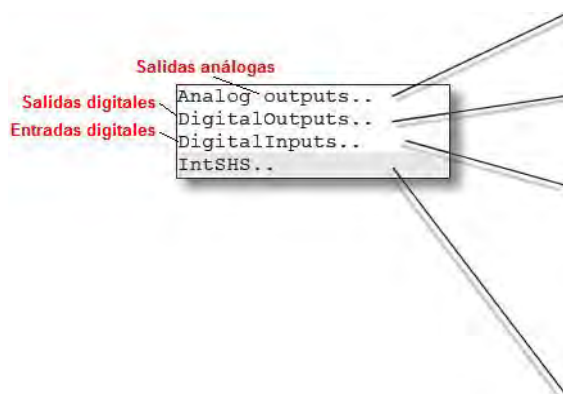 Salidas análogas
Salidas digitales
Entradas digitales
Analog outputs..
DigitalOutputs..
DigitalInputs..
IntSHS..